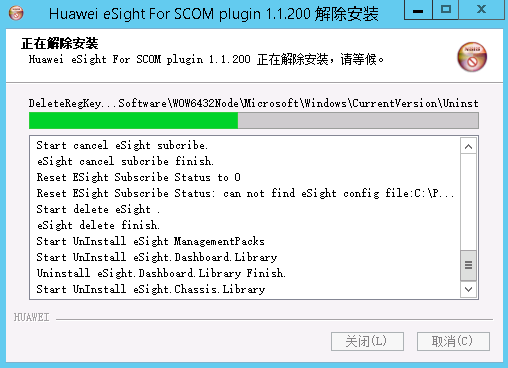 Huawei eSight For SCOM plugin 1.1.200 解除安装
正在解除安装
Huawei eSight For SCOM plugin 1.1.200 正在解除安装，请等候。
DeleteRegKey...Software\WOW6432Node\Microsoft\Windows\CurrentVersion\Uninst
Start cancel eSight subcribe.
eSight cancel subcribe finish.
Reset ESight Subscribe Status to 0
Reset ESight Subscribe Status: can not find eSight config file:C:\P...
Start delete eSight .
eSight delete finish.
Start UnInstall eSight ManagementPacks
Start UnInstall eSight.Dashboard.Library
Uninstall eSight.Dashboard.Library Finish.
Start UnInstall eSight.Chassis.Library
HUAWEI
关闭(L)
取消(C)